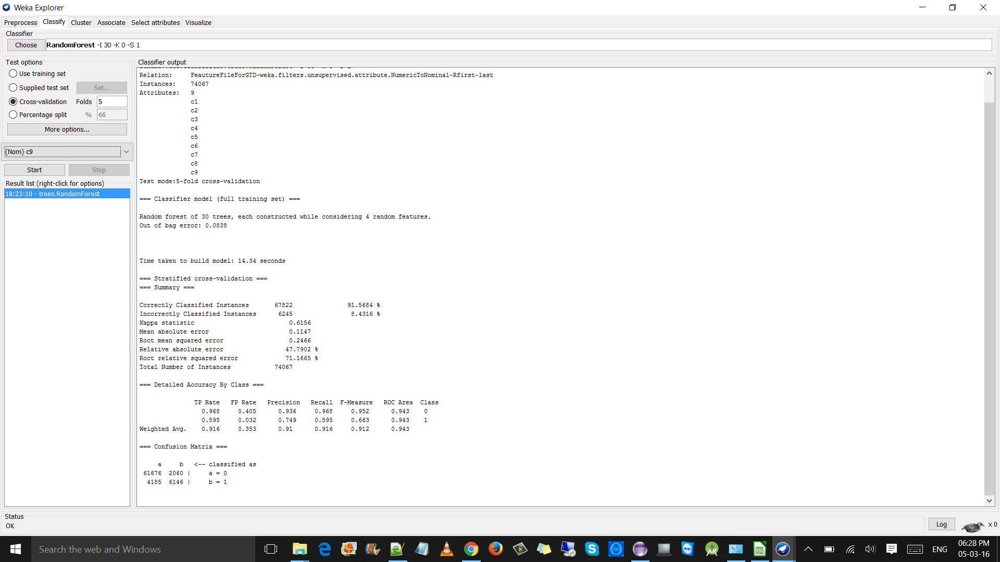 Weka Explorer
Preprocess Classify Cluster Associate Select attributes Visualize
Classifier
Choose RandomForest -I 30 -K 0 -S 1
Test options
Use training set
Supplied test set Set...
Cross-validation Folds 5
Percentage split % 66
More options...
(Nom) c9
Start Stop
Result list (right-click for options)
18:23:10 - trees.RandomForest
Classifier output
Relation: FeautureFileForGTD-weka.filters.unsupervised.attribute.NumericToNominal-Rfirst-last
Instances: 74067
Attributes: 9
c1
c2
c3
c4
c5
c6
c7
c8
c9
Test mode:5-fold cross-validation
=== Classifier model (full training set) ===
Random forest of 30 trees, each constructed while considering 4 random features.
Out of bag error: 0.0838
Time taken to build model: 14.34 seconds
=== Stratified cross-validation ===
=== Summary ===
Correctly Classified Instances 67822 91.5684 %
Incorrectly Classified Instances 6245 8.4316 %
Kappa statistic 0.6156
Mean absolute error 0.1147
Root mean squared error 0.2466
Relative absolute error 47.7902 %
Root relative squared error 71.1665 %
Total Number of Instances 74067
=== Detailed Accuracy By Class ===
TP Rate FP Rate Precision Recall F-Measure ROC Area Class
0.968 0.405 0.936 0.968 0.952 0.943 0
0.595 0.032 0.749 0.595 0.663 0.943 1
Weighted Avg. 0.916 0.353 0.91 0.916 0.912 0.943
=== Confusion Matrix ===
a b <-- classified as
61676 2060 | a = 0
4185 6146 | b = 1
Status
OK
Log x 0
Search the web and Windows
ENG
06:28 PM
05-03-16